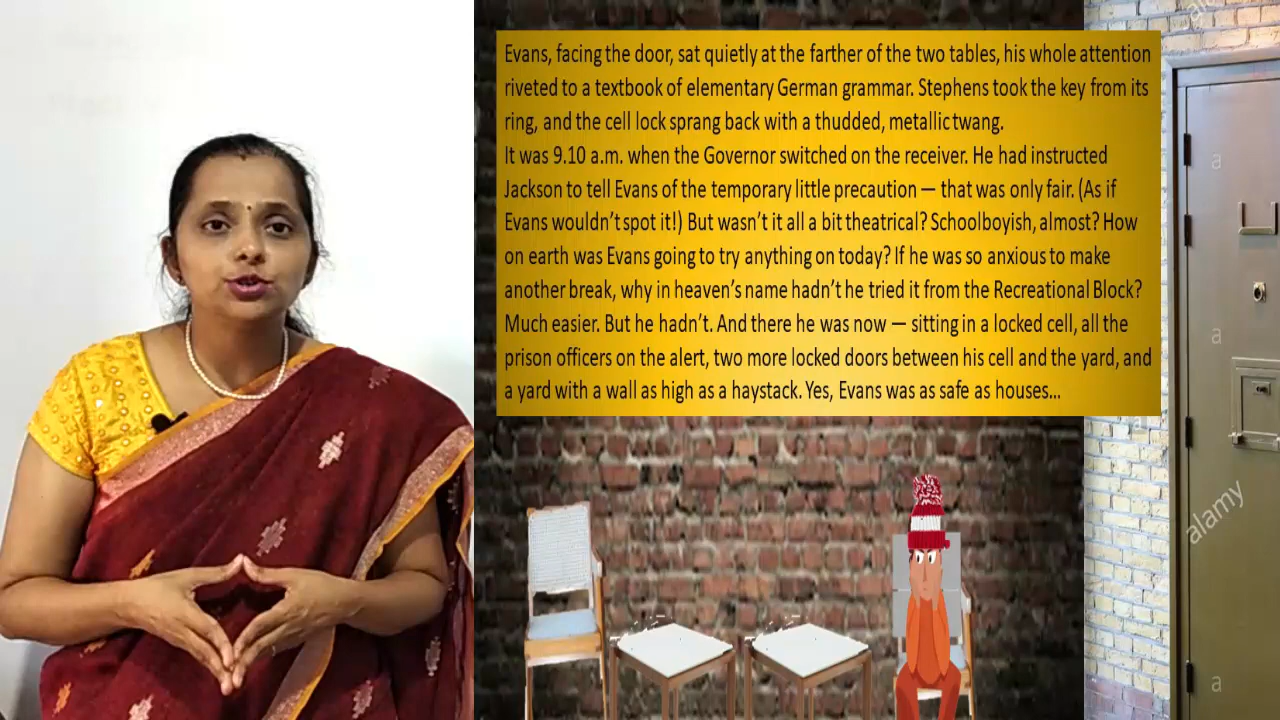 Evans, facing the door, sat quietly at the farther of the two tables, his whole attention
riveted to a textbook of elementary German grammar. Stephens took the key from its
ring, and the cell lock sprang back with a thudded, metallic twang.
It was 9.10 a.m. when the Governor switched on the receiver. He had instructed
Jackson to tell Evans of the temporary little precaution — that was only fair. (As if
Evans wouldn’t spot it!) But wasn’t it all a bit theatrical? Schoolboyish, almost? How
on earth was Evans going to try anything on today? If he was so anxious to make
another break, why in heaven’s name hadn’t he tried it from the Recreational Block?
Much easier. But he hadn’t. And there he was now — sitting in a locked cell, all the
prison officers on the alert, two more locked doors between his cell and the yard, and
a yard with a wall as high as a haystack. Yes, Evans was as safe as houses...
a
a
alamy
a